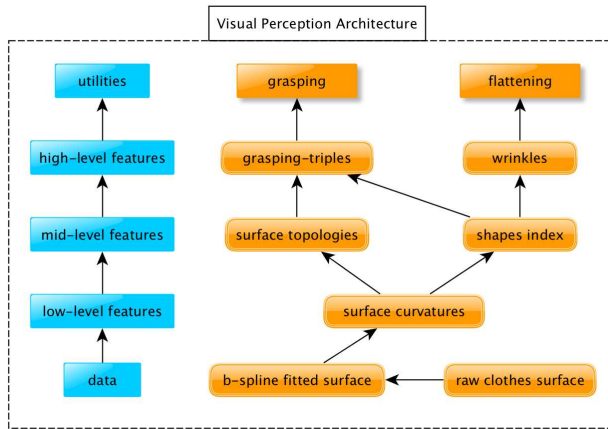 Visual Perception Architecture
utilities
grasping
flattening
high-level features
grasping-triples
wrinkles
mid-level features
surface topologies
shapes index
low-level features
surface curvatures
data
b-spline fitted surface
raw clothes surface